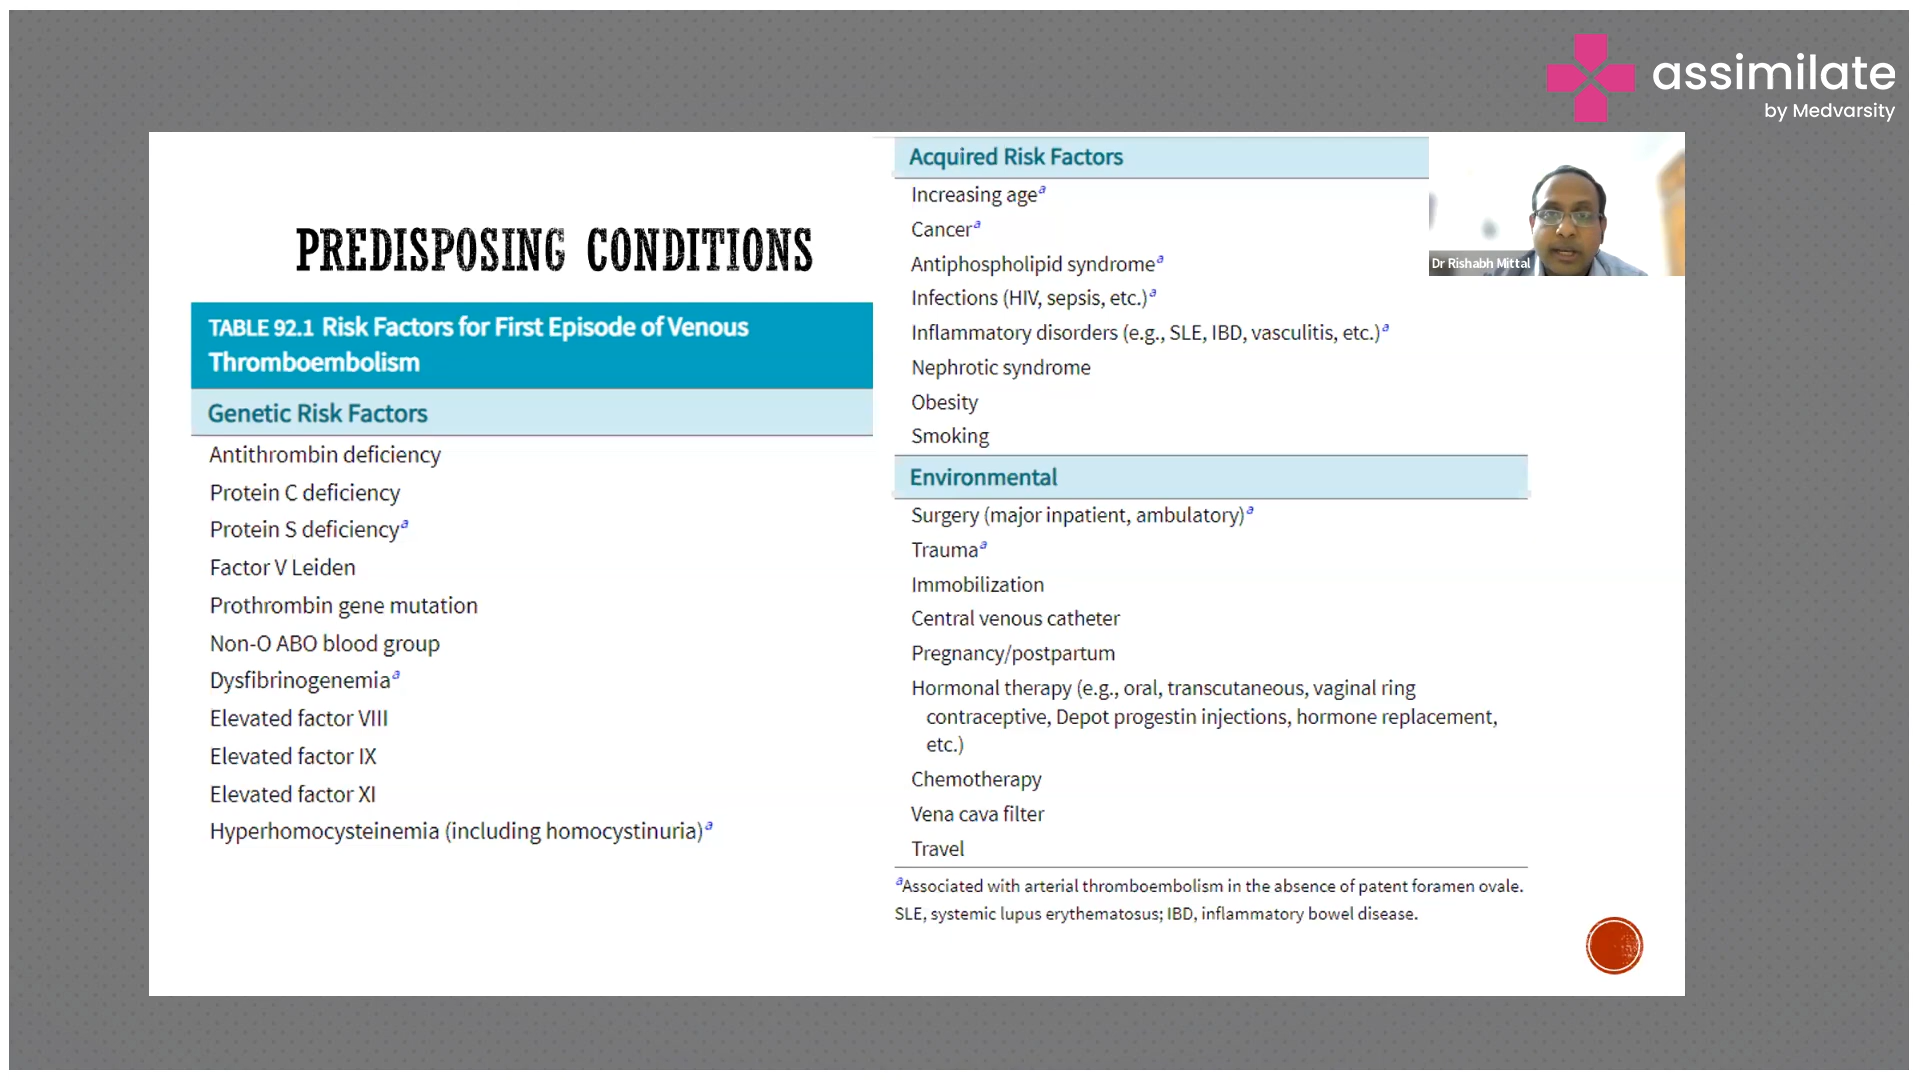 assimilate
by Medvarsity
PREDISPOSING CONDITIONS
TABLE 92.1 Risk Factors for First Episode of Venous
Thromboembolism
Genetic Risk Factors
Antithrombin deficiency
Protein C deficiency
Protein S deficiencyᵃ
Factor V Leiden
Prothrombin gene mutation
Non-O ABO blood group
Dysfibrinogenemiaᵃ
Elevated factor VIII
Elevated factor IX
Elevated factor XI
Hyperhomocysteinemia (including homocystinuria)ᵃ
Acquired Risk Factors
Increasing ageᵃ
Cancerᵃ
Antiphospholipid syndromeᵃ
Infections (HIV, sepsis, etc.)ᵃ
Inflammatory disorders (e.g., SLE, IBD, vasculitis, etc.)ᵃ
Nephrotic syndrome
Obesity
Smoking
Environmental
Surgery (major inpatient, ambulatory)ᵃ
Traumaᵃ
Immobilization
Central venous catheter
Pregnancy/postpartum
Hormonal therapy (e.g., oral, transcutaneous, vaginal ring
contraceptive, Depot progestin injections, hormone replacement,
etc.)
Chemotherapy
Vena cava filter
Travel
ᵃAssociated with arterial thromboembolism in the absence of patent foramen ovale.
SLE, systemic lupus erythematosus; IBD, inflammatory bowel disease.
Dr Rishabh Mittal